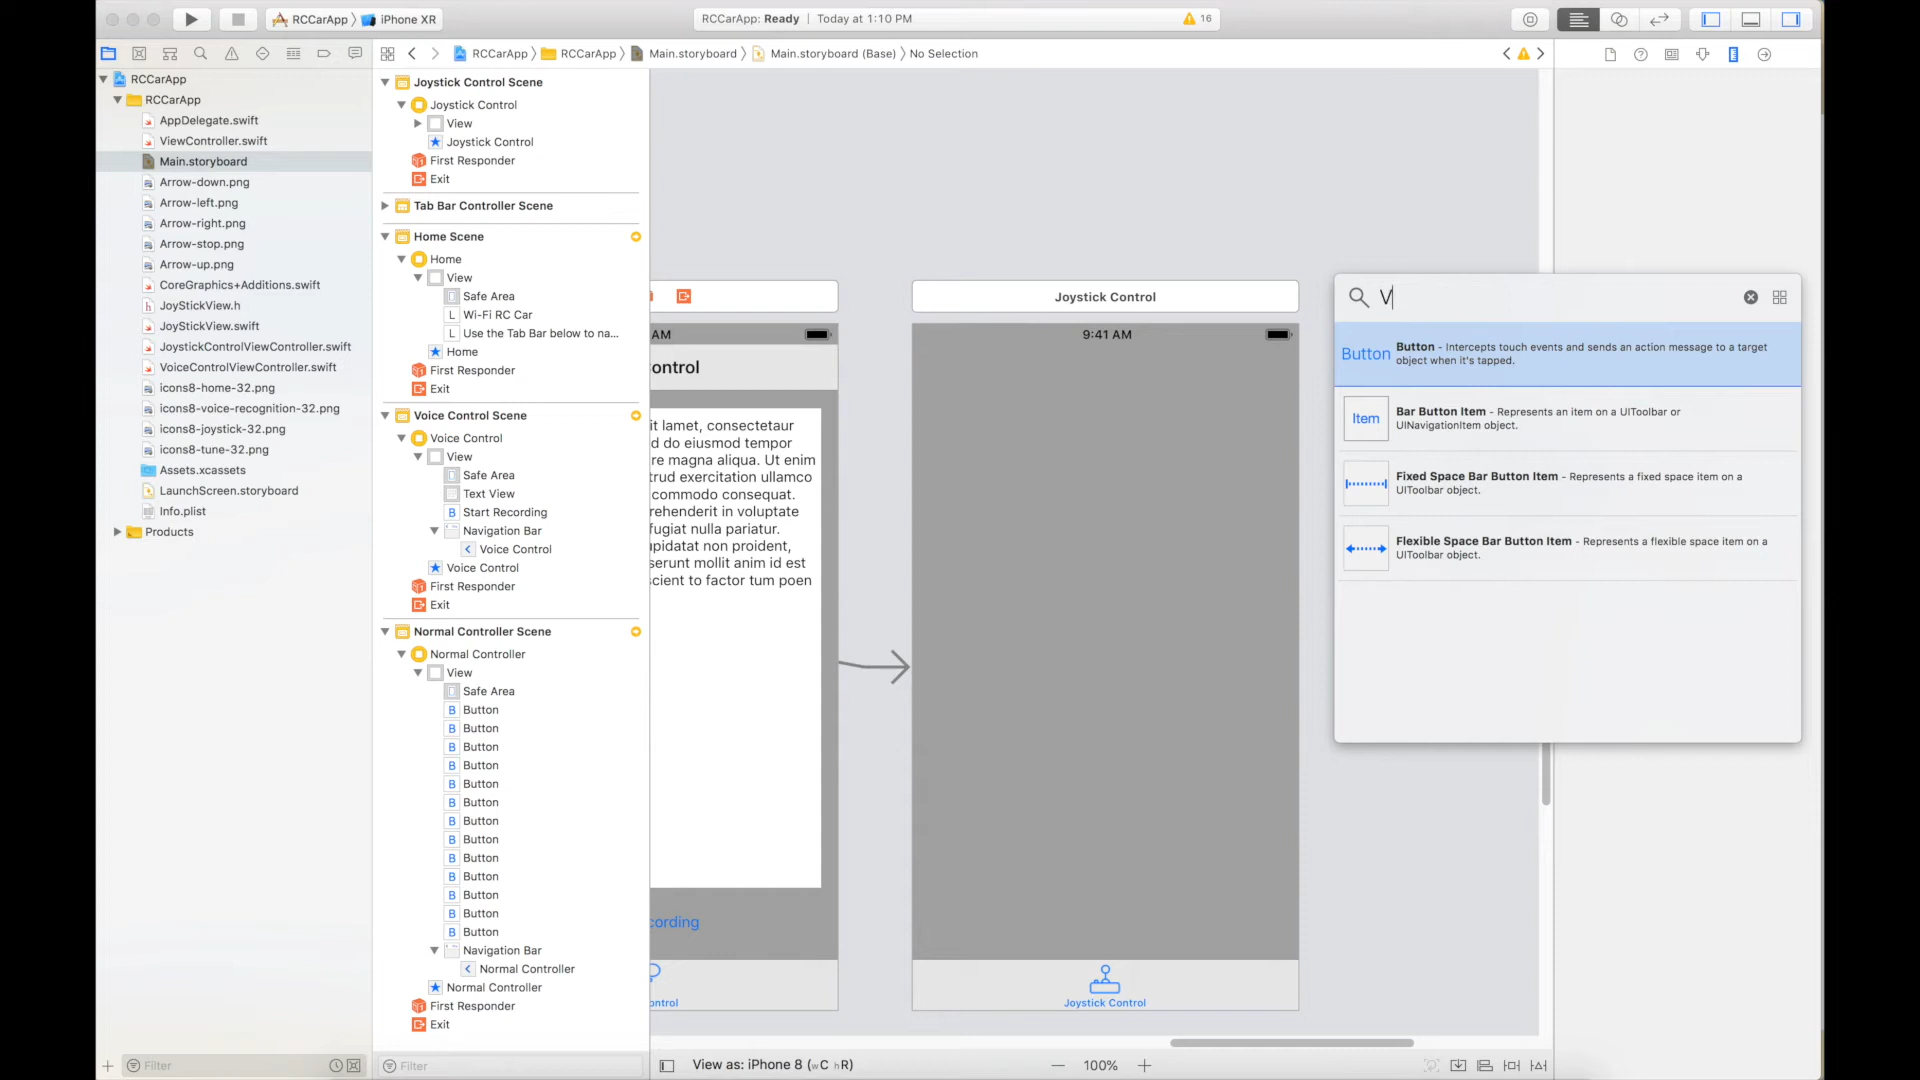 RCCarApp
iPhone XR
RCCarApp: Ready
Today at 1:10 PM
16
RCCarApp
RCCarApp
Main.storyboard
Main.storyboard (Base)
No Selection
RCCarApp
RCCarApp
AppDelegate.swift
ViewController.swift
Main.storyboard
Arrow-down.png
Arrow-left.png
Arrow-right.png
Arrow-stop.png
Arrow-up.png
CoreGraphics+Additions.swift
JoyStickView.h
JoyStickView.swift
JoystickControlViewController.swift
VoiceControlViewController.swift
icons8-home-32.png
icons8-voice-recognition-32.png
icons8-joystick-32.png
icons8-tune-32.png
Assets.xcassets
LaunchScreen.storyboard
Info.plist
Products
Filter
Joystick Control Scene
Joystick Control
View
Joystick Control
First Responder
Exit
Tab Bar Controller Scene
Home Scene
Home
View
Safe Area
L Wi-Fi RC Car
L Use the Tab Bar below to na...
Home
First Responder
Exit
Voice Control Scene
Voice Control
View
Safe Area
Text View
B Start Recording
Navigation Bar
Voice Control
Voice Control
First Responder
Exit
Normal Controller Scene
Normal Controller
View
Safe Area
B Button
B Button
B Button
B Button
B Button
B Button
B Button
B Button
B Button
B Button
B Button
B Button
B Button
Navigation Bar
Normal Controller
Normal Controller
First Responder
Exit
Filter
AM
ontrol
it lamet, consectetaur
d do eiusmod tempor
re magna aliqua. Ut enim
trud exercitation ullamco
commodo consequat.
rehenderit in voluptate
fugiat nulla pariatur.
upidatat non proident,
serunt mollit anim id est
scient to factor tum poen
cording
ontrol
Joystick Control
9:41 AM
Joystick Control
View as: iPhone 8 (wC hR)
100%
V
Button
Button - Intercepts touch events and sends an action message to a target
object when it's tapped.
Item
Bar Button Item - Represents an item on a UIToolbar or
UINavigationItem object.
Fixed Space Bar Button Item - Represents a fixed space item on a
UIToolbar object.
Flexible Space Bar Button Item - Represents a flexible space item on a
UIToolbar object.